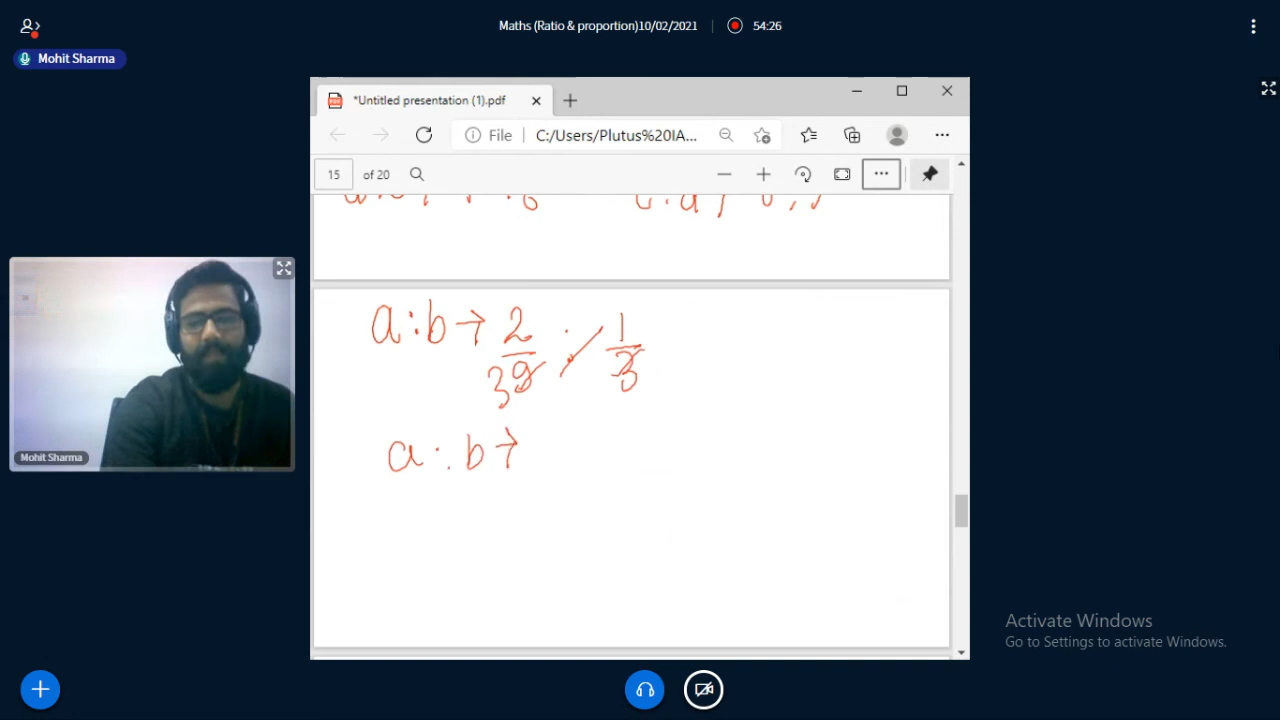 Maths (Ratio & proportion)10/02/2021 | 54:26
Mohit Sharma
*Untitled presentation (1).pdf
File | C:/Users/Plutus%20IA...
15 of 20
a:b → 2/39 : 1/3
a:b →
Mohit Sharma
Activate Windows
Go to Settings to activate Windows.